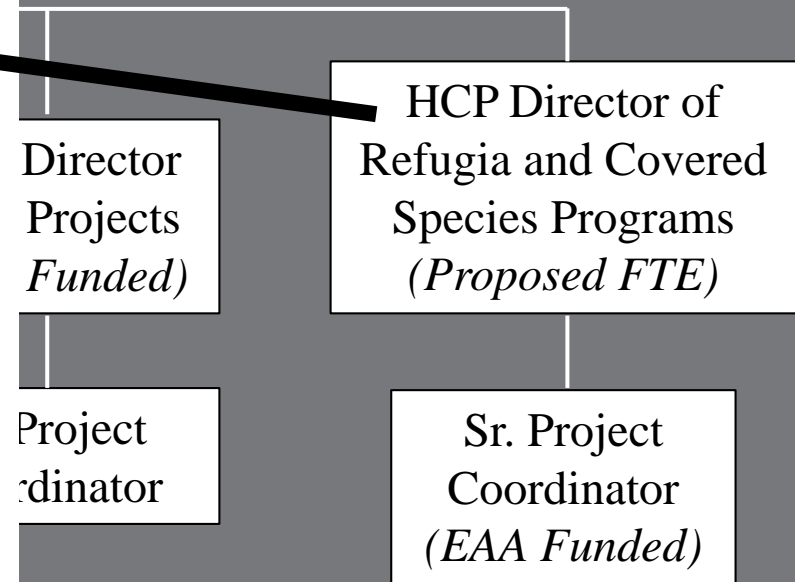 Director
Projects
Funded)
HCP Director of
Refugia and Covered
Species Programs
(Proposed FTE)
Project
Sr. Project
Coordinator
(EAA Funded)